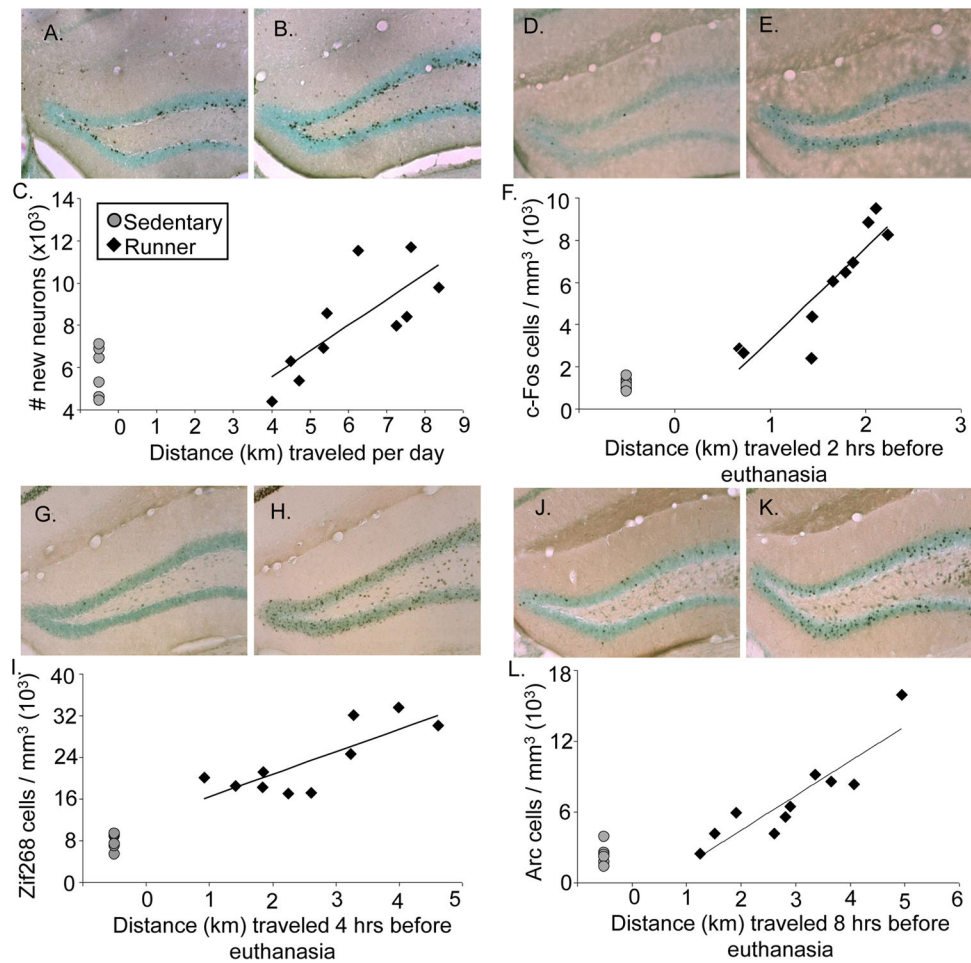 A.
B.
D.
E.
C.
# new neurons (x10³)
14
12
10
8
6
4
Sedentary
Runner
0 1 2 3 4 5 6 7 8 9
Distance (km) traveled per day
F.
c-Fos cells / mm³ (10³)
10
8
6
4
2
0
0 1 2 3
Distance (km) traveled 2 hrs before
euthanasia
G.
H.
J.
K.
I.
Zif268 cells / mm³ (10³)
40
32
24
16
8
0
0 1 2 3 4 5
Distance (km) traveled 4 hrs before
euthanasia
L.
Arc cells / mm³ (10³)
18
12
6
0
0 1 2 3 4 5 6
Distance (km) traveled 8 hrs before
euthanasia